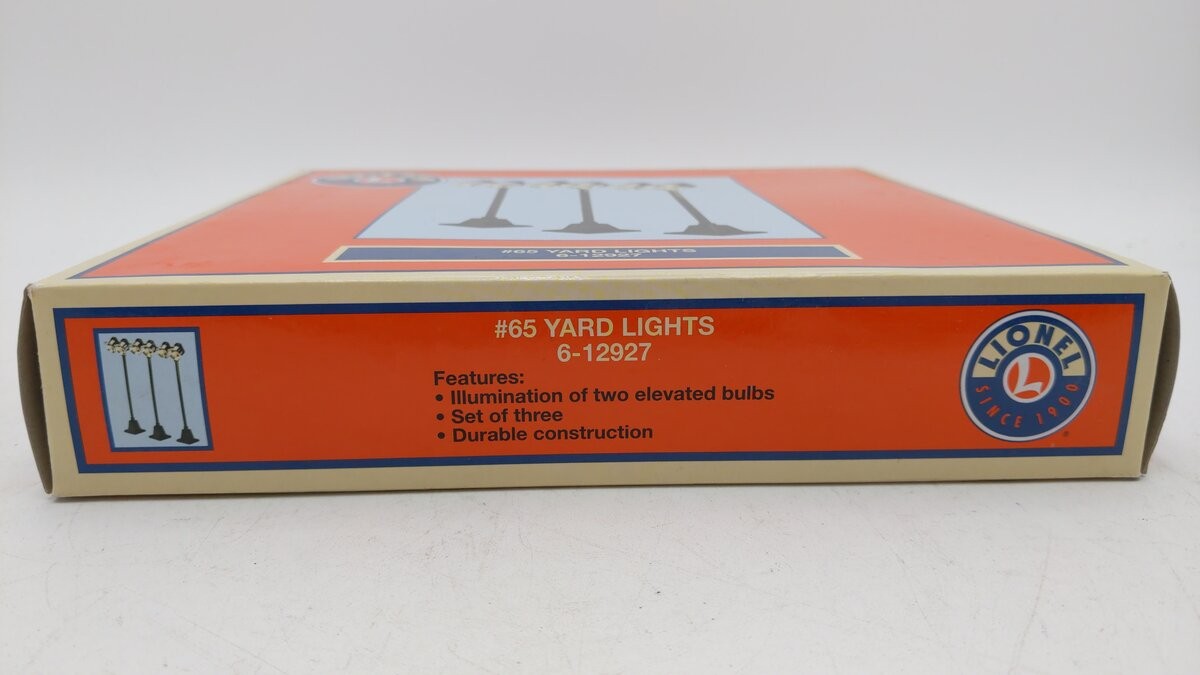 #65 YARD LIGHTS
6-12927
#65 YARD LIGHTS
6-12927
Features:
• Illumination of two elevated bulbs
• Set of three
• Durable construction
LIONEL
L
SINCE 1900
®